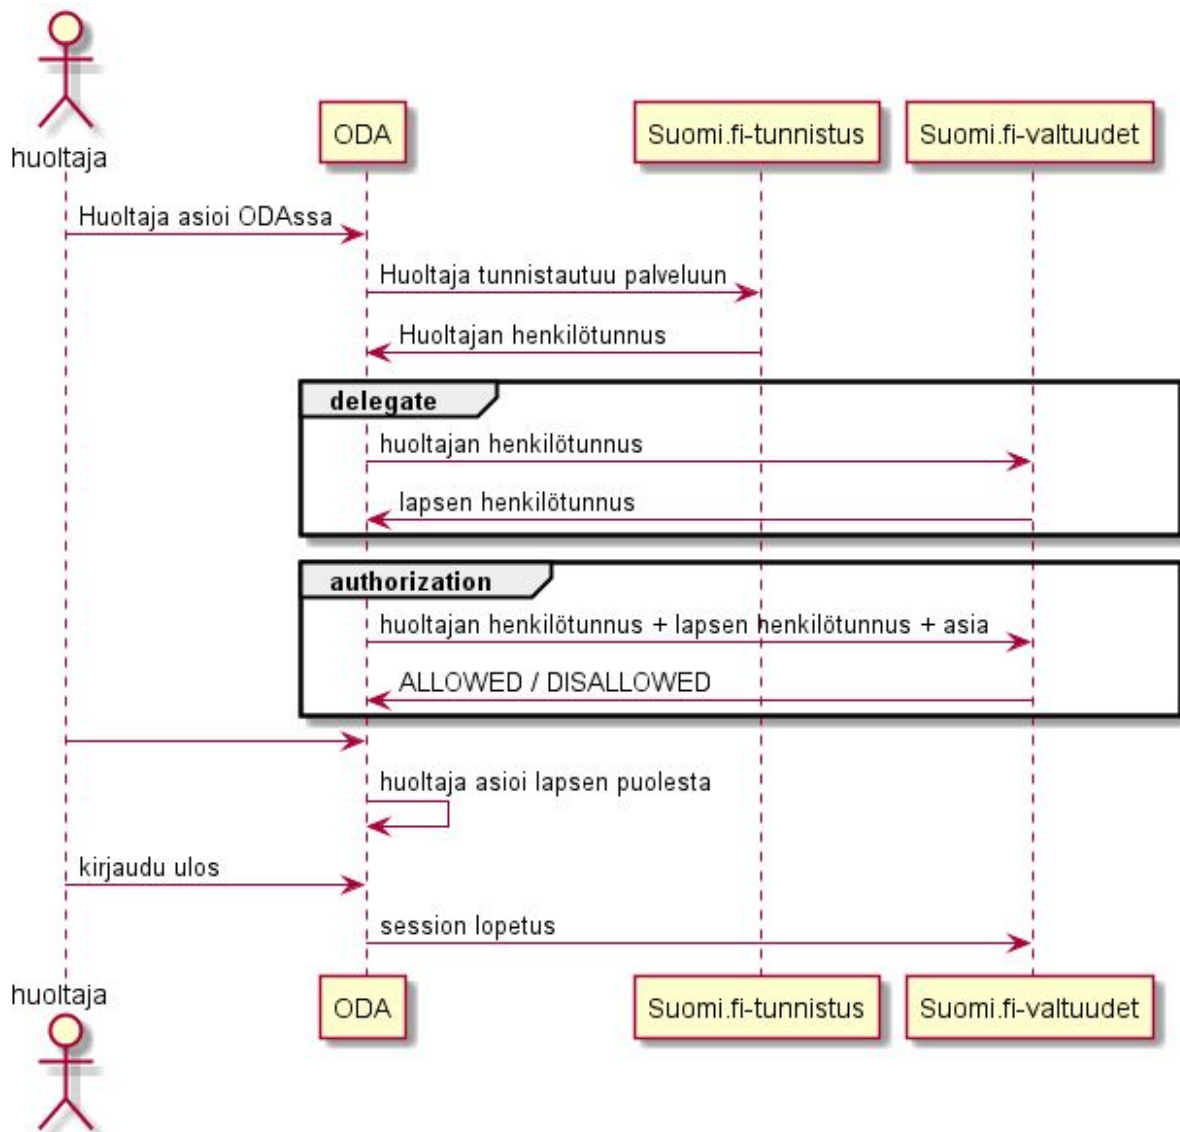 huoltaja
ODA
Suomi.fi-tunnistus
Suomi.fi-valtuudet
Huoltaja asioi ODAssa
Huoltaja tunnistautuu palveluun
Huoltajan henkilötunnus
delegate
huoltajan henkilötunnus
lapsen henkilötunnus
authorization
huoltajan henkilötunnus + lapsen henkilötunnus + asia
ALLOWED / DISALLOWED
huoltaja asioi lapsen puolesta
kirjaudu ulos
session lopetus
huoltaja
ODA
Suomi.fi-tunnistus
Suomi.fi-valtuudet